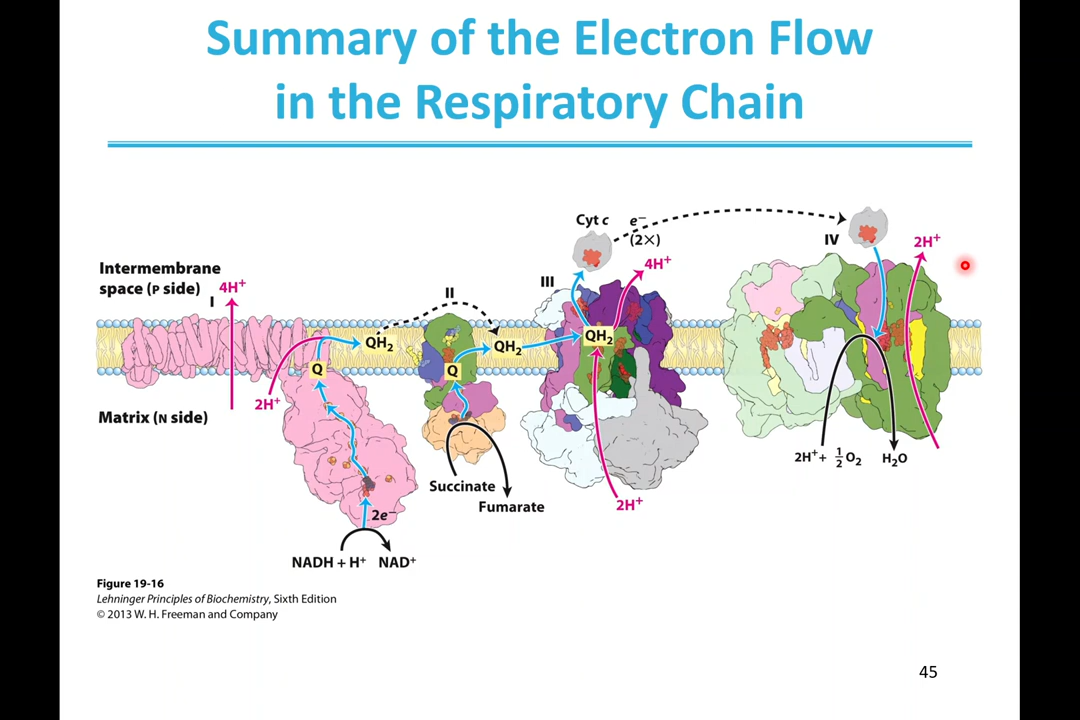 Summary of the Electron Flow
in the Respiratory Chain
Cyt c
e⁻
(2×)
IV
2H⁺
Intermembrane
space (P side)
I
4H⁺
II
III
4H⁺
QH₂
QH₂
QH₂
Q
Q
2H⁺
Matrix (N side)
2H⁺ + ½ O₂
H₂O
Succinate
Fumarate
2H⁺
2e⁻
NADH + H⁺
NAD⁺
Figure 19-16
Lehninger Principles of Biochemistry, Sixth Edition
© 2013 W. H. Freeman and Company
45